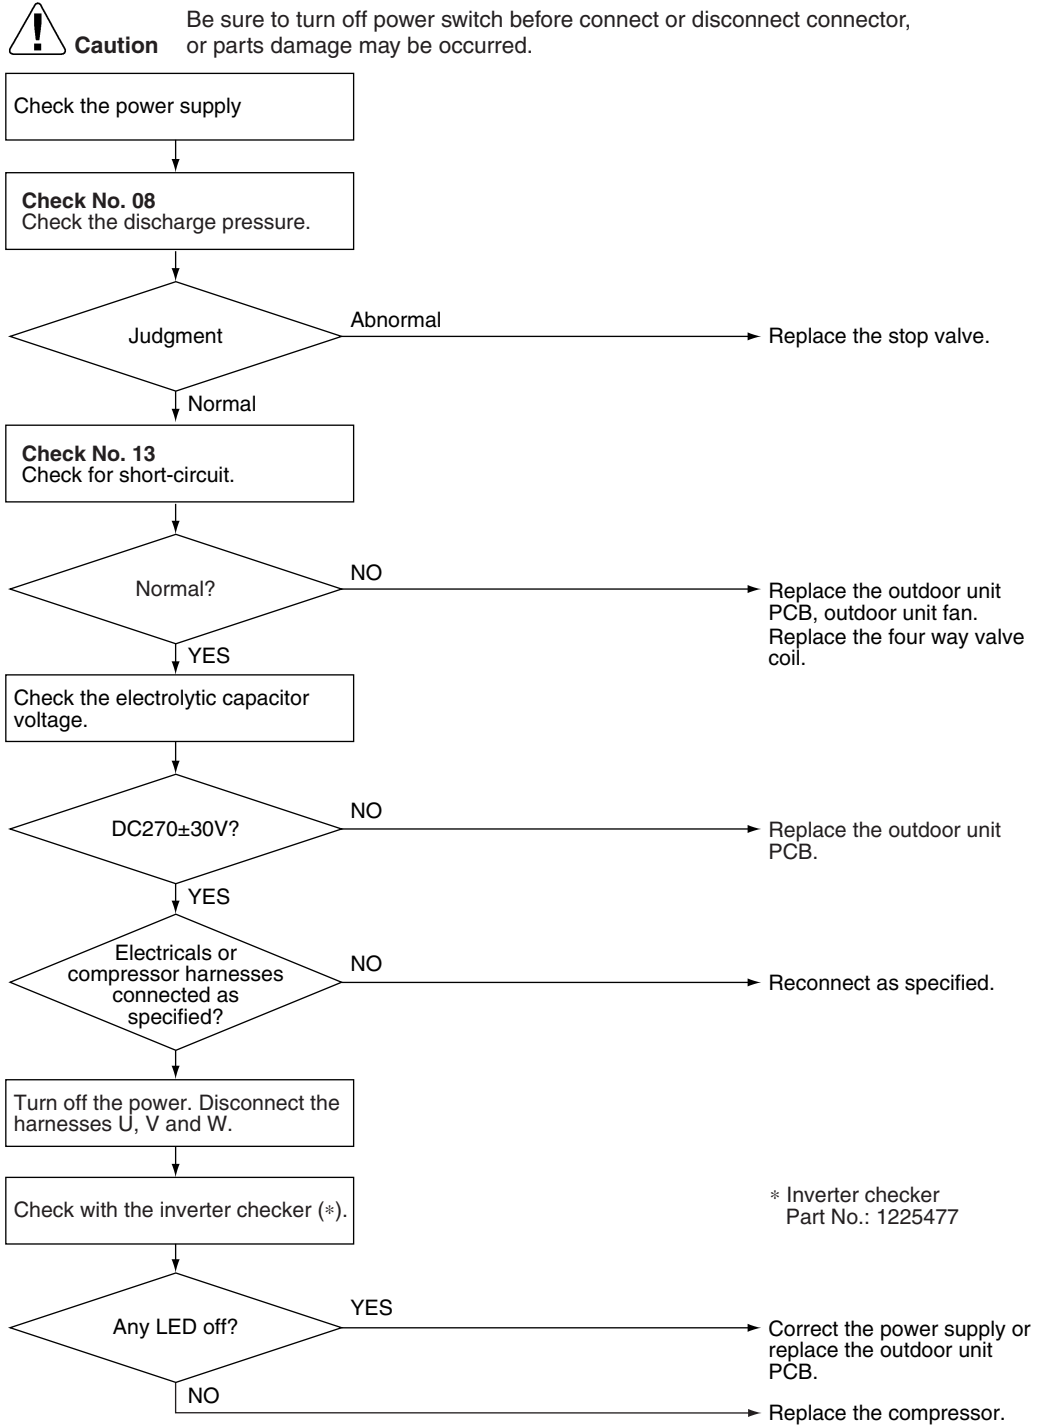 Be sure to turn off power switch before connect or disconnect connector,
Caution or parts damage may be occurred.
Check the power supply
Check No. 08
Check the discharge pressure.
Judgment
Abnormal
Replace the stop valve.
Normal
Check No. 13
Check for short-circuit.
Normal?
NO
Replace the outdoor unit
PCB, outdoor unit fan.
Replace the four way valve
coil.
YES
Check the electrolytic capacitor
voltage.
DC270±30V?
NO
Replace the outdoor unit
PCB.
YES
Electricals or
compressor harnesses
connected as
specified?
NO
Reconnect as specified.
Turn off the power. Disconnect the
harnesses U, V and W.
Check with the inverter checker (∗).
∗ Inverter checker
Part No.: 1225477
Any LED off?
YES
Correct the power supply or
replace the outdoor unit
PCB.
NO
Replace the compressor.